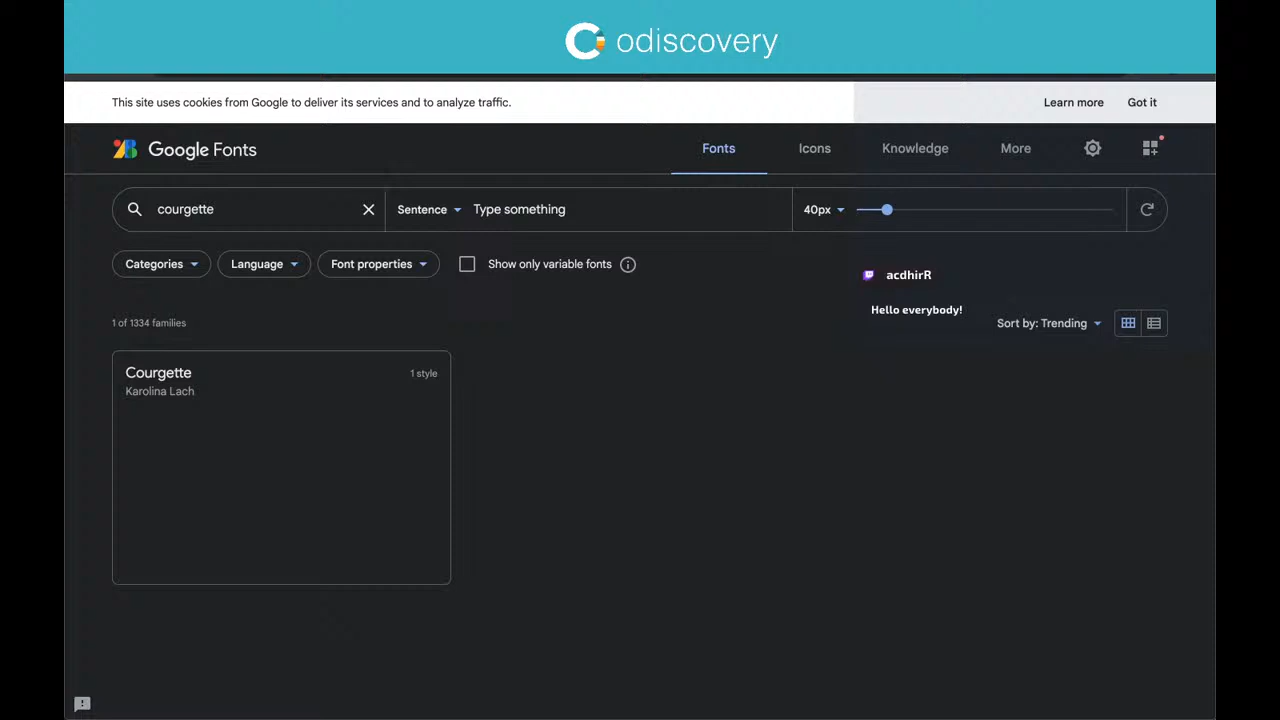 odiscovery
This site uses cookies from Google to deliver its services and to analyze traffic.
Learn more
Got it
Google Fonts
Fonts
Icons
Knowledge
More
courgette
Sentence
Type something
40px
Categories
Language
Font properties
Show only variable fonts
acdhirR
Hello everybody!
1 of 1334 families
Sort by: Trending
Courgette
1 style
Karolina Lach